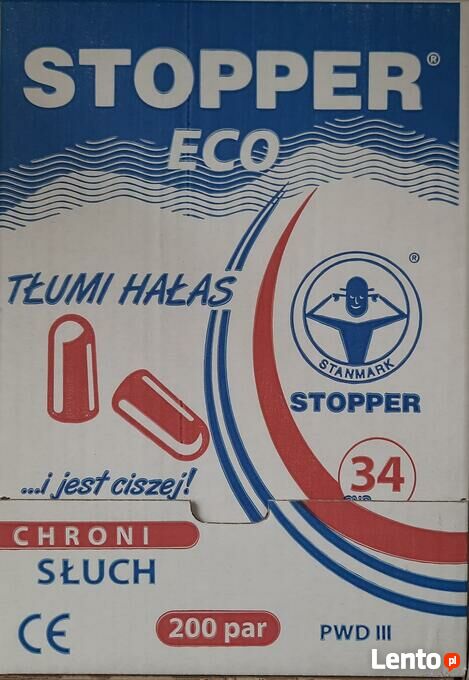 STOPPER®
ECO
TŁUMI HAŁAS
®
STANMARK
STOPPER
...i jest ciszej!
34
CHRONI
SŁUCH
CE
200 par
PWD III
Lento.pl